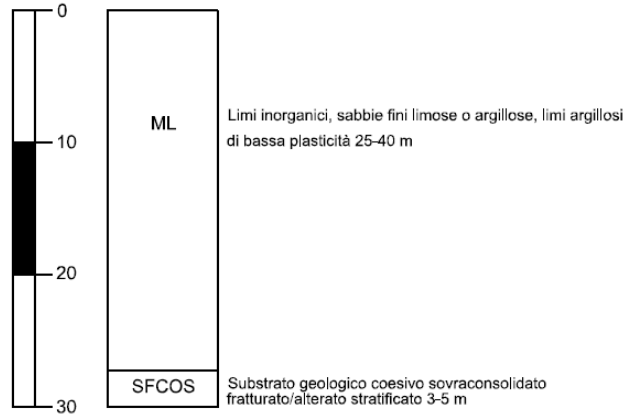 0
ML
Limi inorganici, sabbie fini limose o argillose, limi argillosi
di bassa plasticità 25-40 m
10
20
SFCOS
Substrato geologico coesivo sovraconsolidato
fratturato/alterato stratificato 3-5 m
30